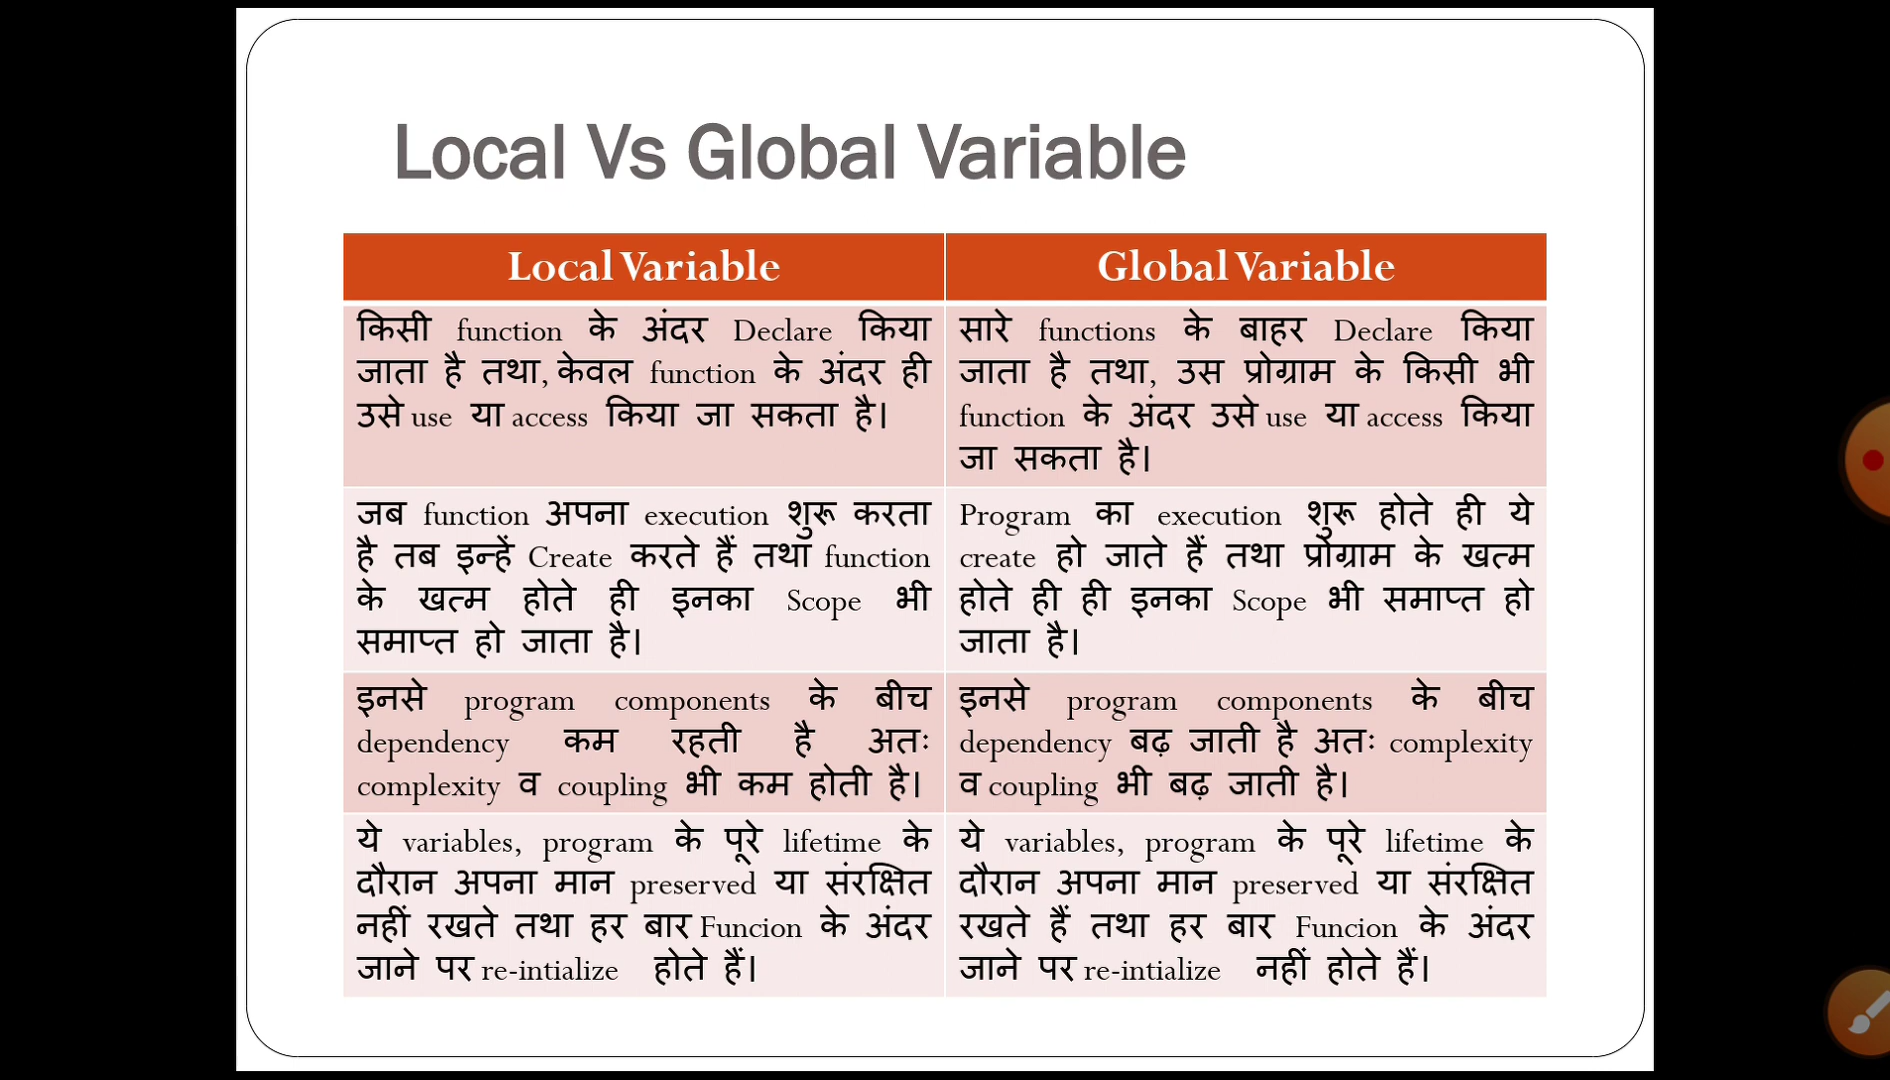 Local Vs Global Variable
Local Variable
Global Variable
किसी function के अंदर Declare किया
जाता है तथा, केवल function के अंदर ही
उसे use या access किया जा सकता है।
सारे functions के बाहर Declare किया
जाता है तथा, उस प्रोग्राम के किसी भी
function के अंदर उसे use या access किया
जा सकता है।
जब function अपना execution शुरू करता
है तब इन्हें Create करते हैं तथा function
के खत्म होते ही इनका Scope भी
समाप्त हो जाता है।
Program का execution शुरू होते ही ये
create हो जाते हैं तथा प्रोग्राम के खत्म
होते ही ही इनका Scope भी समाप्त हो
जाता है।
इनसे program components के बीच
dependency कम रहती है अतः
complexity व coupling भी कम होती है।
इनसे program components के बीच
dependency बढ़ जाती है अतः complexity
व coupling भी बढ़ जाती है।
ये variables, program के पूरे lifetime के
दौरान अपना मान preserved या संरक्षित
नहीं रखते तथा हर बार Funcion के अंदर
जाने पर re-intialize होते हैं।
ये variables, program के पूरे lifetime के
दौरान अपना मान preserved या संरक्षित
रखते हैं तथा हर बार Funcion के अंदर
जाने पर re-intialize नहीं होते हैं।